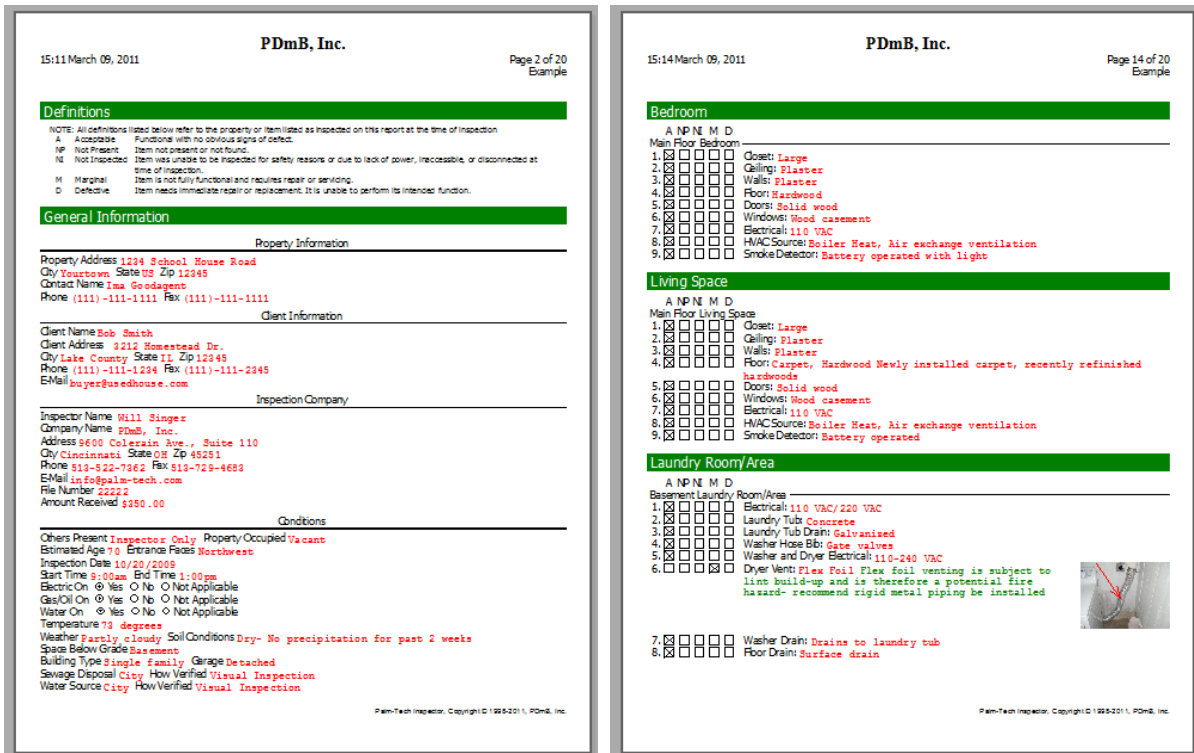 PDmB, Inc.
15:11 March 09, 2011
Page 2 of 20
Example
Definitions
NOTE: All definitions listed below refer to the property or item listed as inspected on this report at the time of inspection
A Acceptable Functional with no obvious signs of defect.
NP Not Present Item not present or not found.
NI Not Inspected Item was unable to be inspected for safety reasons or due to lack of power, inaccessible, or disconnected at
time of inspection.
M Marginal Item is not fully functional and requires repair or servicing.
D Defective Item needs immediate repair or replacement. It is unable to perform its intended function.
General Information
Property Information
Property Address 1234 School House Road
City Yourtown State US Zip 12345
Contact Name Ima Goodagent
Phone (111)-111-1111 Fax (111)-111-1111
Client Information
Client Name Bob Smith
Client Address 3212 Homestead Dr.
City Lake County State IL Zip 12345
Phone (111)-111-1234 Fax (111)-111-2345
E-Mail buyer@usedhouse.com
Inspection Company
Inspector Name Will Singer
Company Name PDmB, Inc.
Address 9600 Colerain Ave., Suite 110
City Cincinnati State OH Zip 45251
Phone 513-522-7362 Fax 513-729-4683
E-Mail info@palm-tech.com
File Number 22222
Amount Received $350.00
Conditions
Others Present Inspector Only Property Occupied Vacant
Estimated Age 70 Entrance Faces Northwest
Inspection Date 10/20/2009
Start Time 9:00am End Time 1:00pm
Electric On Yes No Not Applicable
Gas/Oil On Yes No Not Applicable
Water On Yes No Not Applicable
Temperature 73 degrees
Weather Partly cloudy Soil Conditions Dry- No precipitation for past 2 weeks
Space Below Grade Basement
Building Type Single family Garage Detached
Sewage Disposal City How Verified Visual Inspection
Water Source City How Verified Visual Inspection
Palm-Tech Inspector, Copyright © 1998-2011, PDmB, Inc.
PDmB, Inc.
15:14 March 09, 2011
Page 14 of 20
Example
Bedroom
A NP NI M D
Main Floor Bedroom
1. Closet: Large
2. Ceiling: Plaster
3. Walls: Plaster
4. Floor: Hardwood
5. Doors: Solid wood
6. Windows: Wood casement
7. Electrical: 110 VAC
8. HVAC Source: Boiler Heat, Air exchange ventilation
9. Smoke Detector: Battery operated with light
Living Space
A NP NI M D
Main Floor Living Space
1. Closet: Large
2. Ceiling: Plaster
3. Walls: Plaster
4. Floor: Carpet, Hardwood Newly installed carpet, recently refinished
hardwoods
5. Doors: Solid wood
6. Windows: Wood casement
7. Electrical: 110 VAC
8. HVAC Source: Boiler Heat, Air exchange ventilation
9. Smoke Detector: Battery operated
Laundry Room/Area
A NP NI M D
Basement Laundry Room/Area
1. Electrical: 110 VAC/220 VAC
2. Laundry Tub: Concrete
3. Laundry Tub Drain: Galvanized
4. Washer Hose Bib: Gate valves
5. Washer and Dryer Electrical: 110-240 VAC
6. Dryer Vent: Flex Foil Flex foil venting is subject to
lint build-up and is therefore a potential fire
hasard- recommend rigid metal piping be installed
7. Washer Drain: Drains to laundry tub
8. Floor Drain: Surface drain
Palm-Tech Inspector, Copyright © 1998-2011, PDmB, Inc.